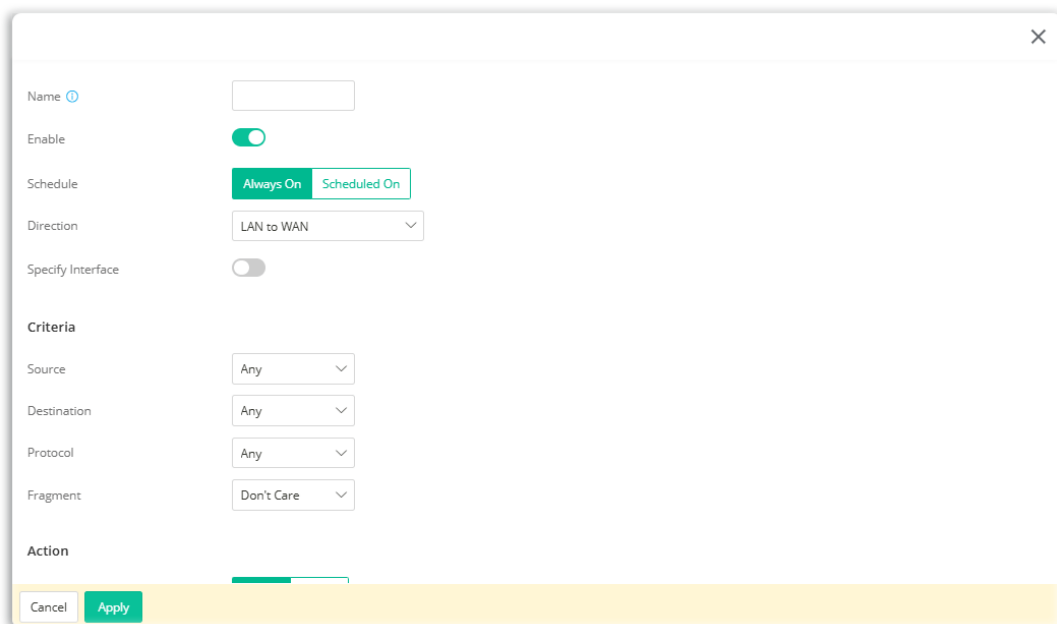 Name
Enable
Schedule Always On Scheduled On
Direction LAN to WAN
Specify Interface
Criteria
Source Any
Destination Any
Protocol Any
Fragment Don't Care
Action
Cancel Apply